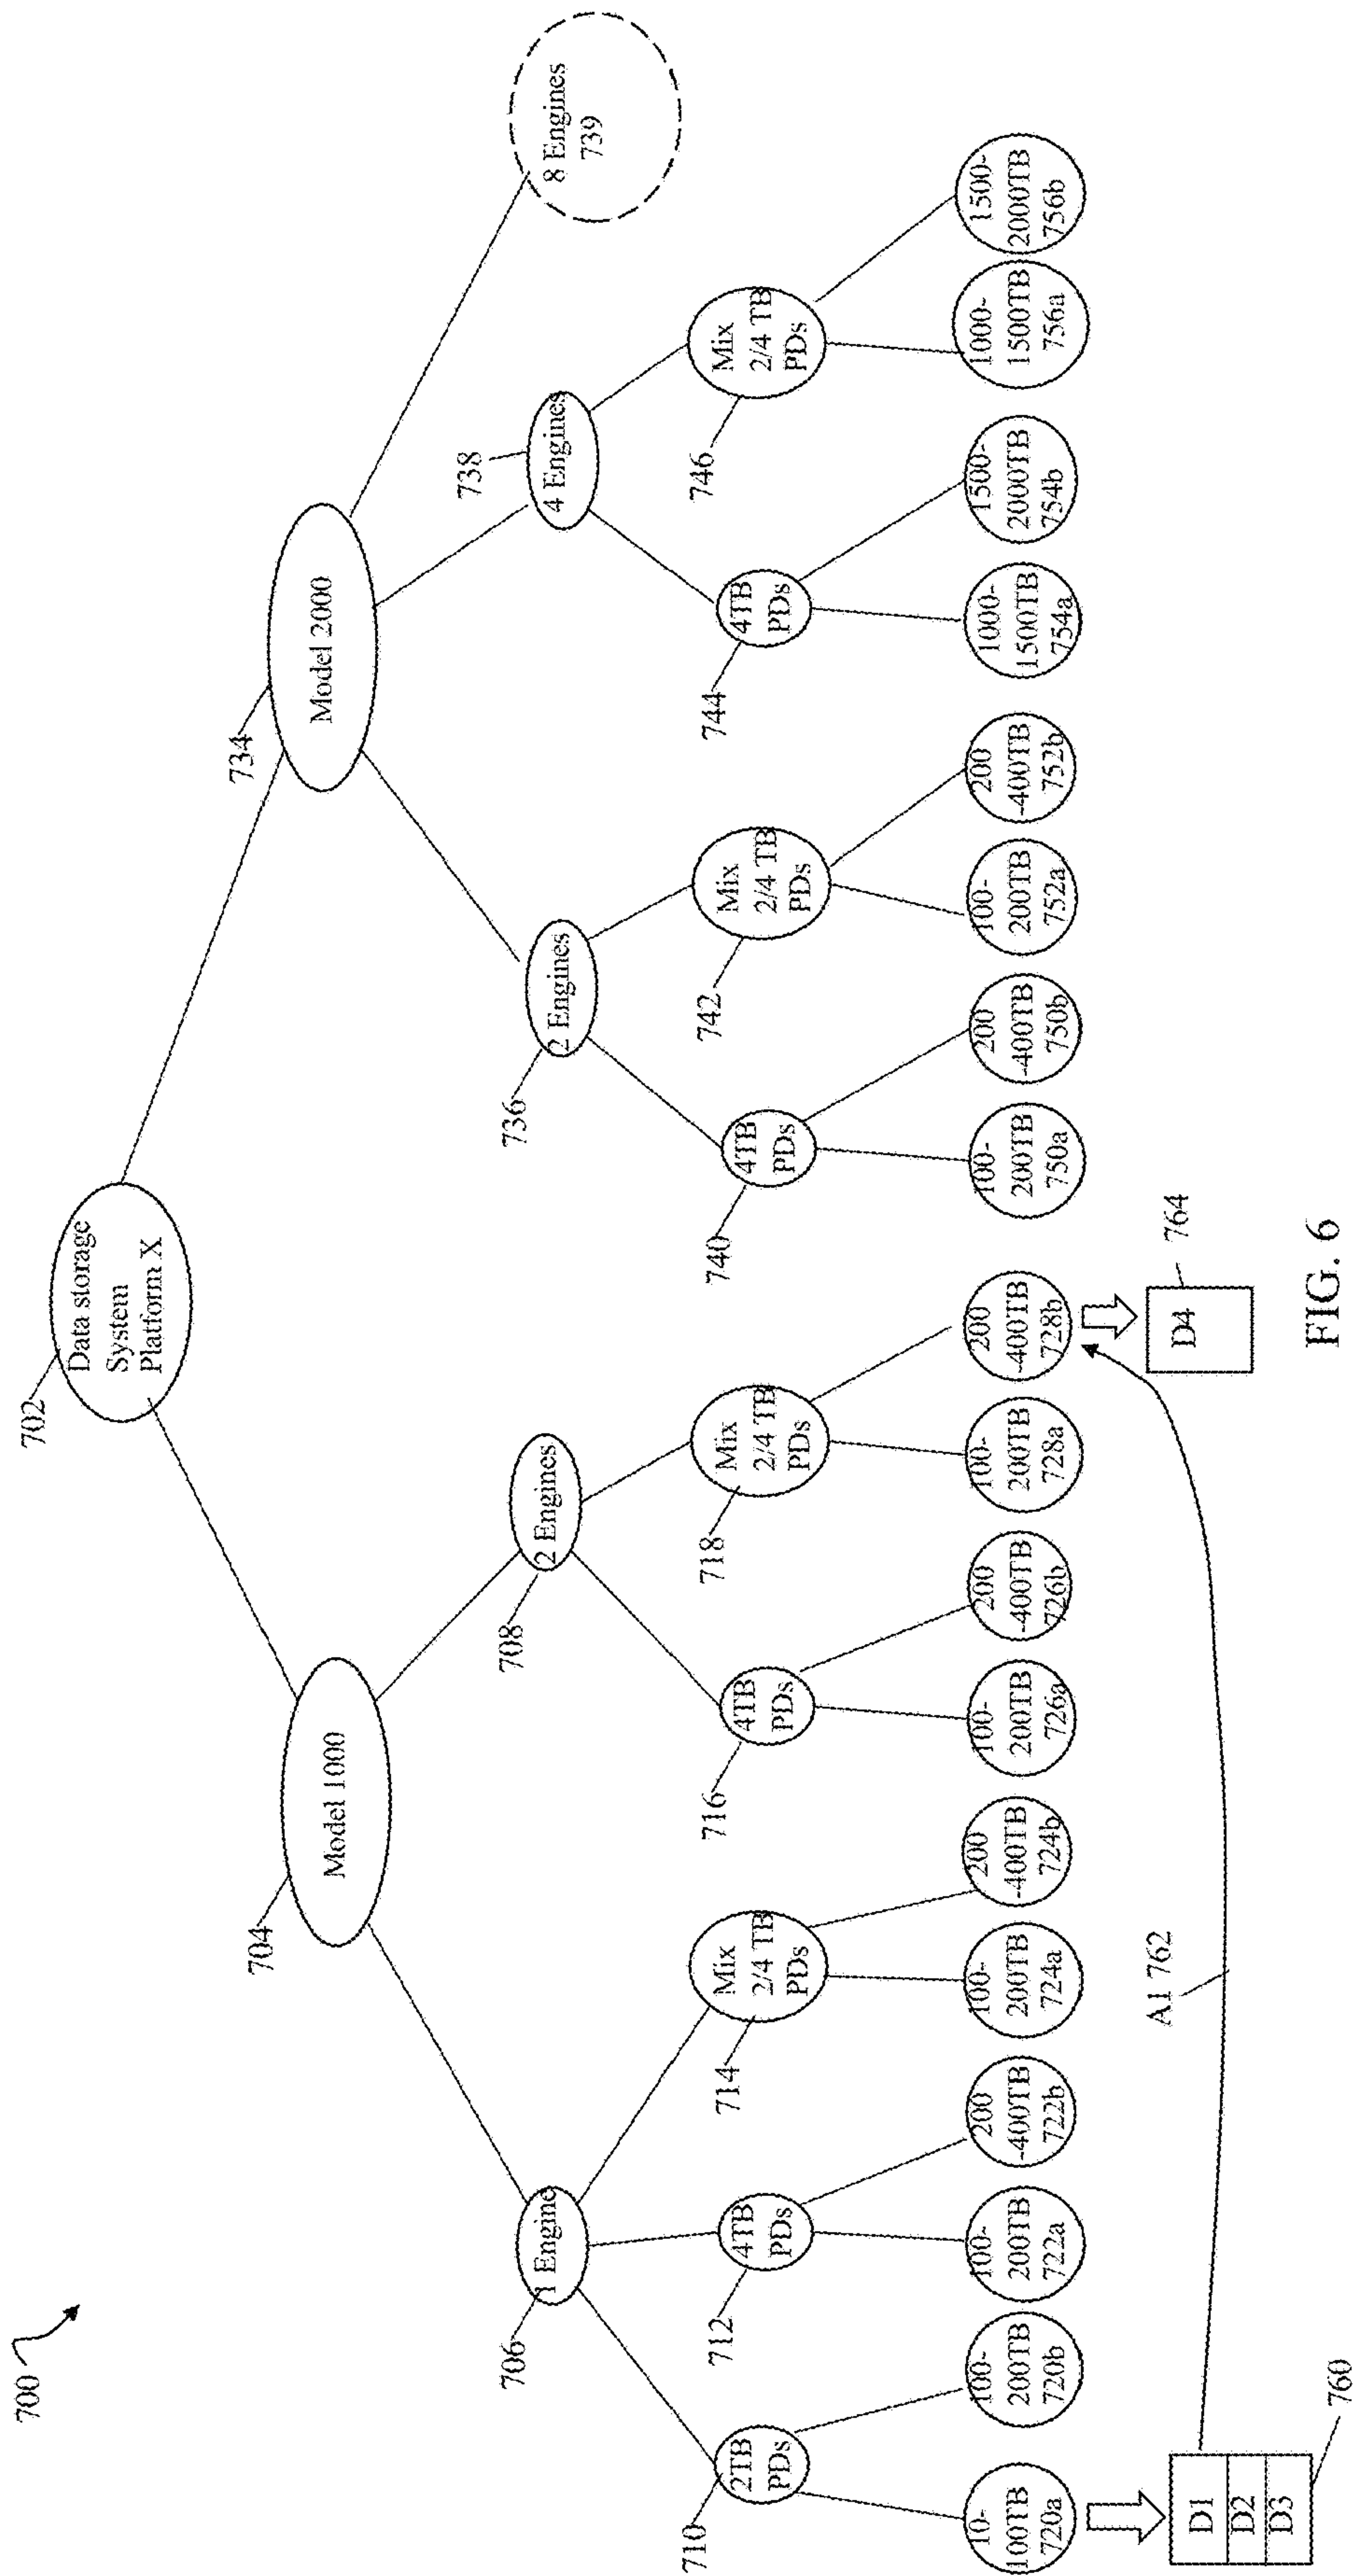 700
702
Data storage
System
Platform X
704
Model 1000
734
Model 2000
706
1 Engine
708
2 Engines
736
2 Engines
738
4 Engines
8 Engines
739
710
2TB
PDs
712
4TB
PDs
714
Mix
2/4 TB
PDs
716
4TB
PDs
718
Mix
2/4 TB
PDs
740
4TB
PDs
742
Mix
2/4 TB
PDs
744
4TB
PDs
746
Mix
2/4 TB
PDs
10-
100TB
720a
100-
200TB
720b
100-
200TB
722a
200
-400TB
722b
100-
200TB
724a
200
-400TB
724b
100-
200TB
726a
200
-400TB
726b
100-
200TB
728a
200
-400TB
728b
100-
200TB
750a
200
-400TB
750b
100-
200TB
752a
200
-400TB
752b
1000-
1500TB
754a
1500-
2000TB
754b
1000-
1500TB
756a
1500-
2000TB
756b
D1
D2
D3
760
A1 762
D4
764
FIG. 6